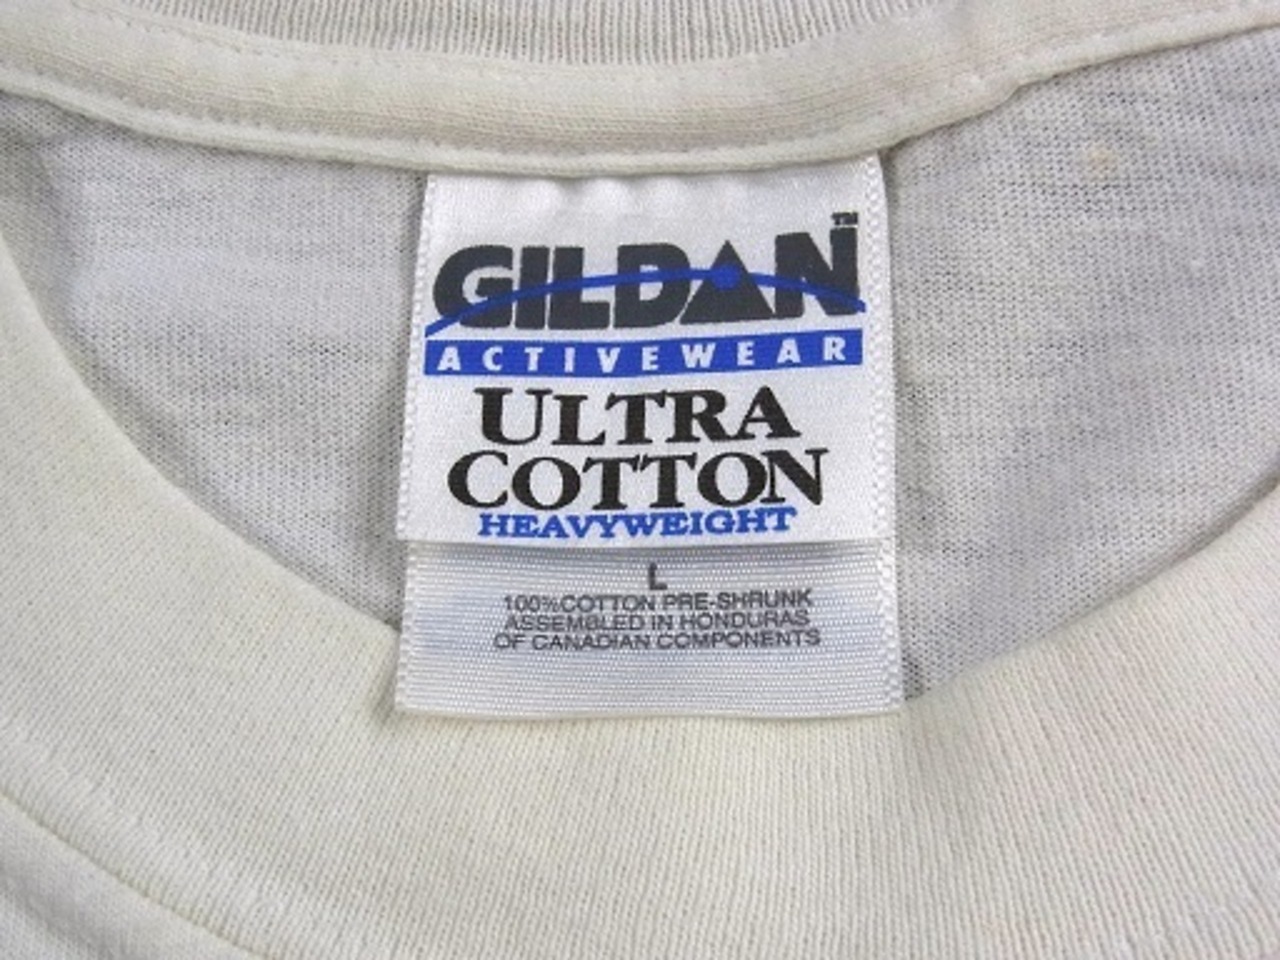 GILDAN™
ACTIVEWEAR
ULTRA
COTTON
HEAVYWEIGHT
L
100%COTTON PRE-SHRUNK
ASSEMBLED IN HONDURAS
OF CANADIAN COMPONENTS